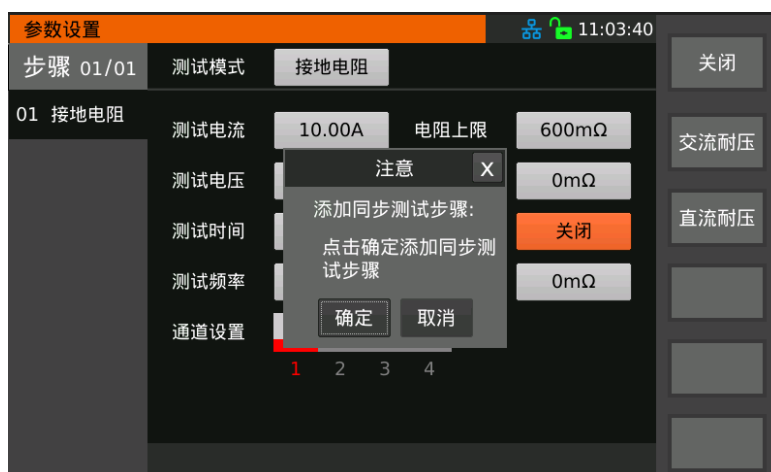 参数设置
11:03:40
步骤 01/01
测试模式
接地电阻
关闭
01 接地电阻
测试电流
10.00A
电阻上限
600mΩ
交流耐压
注意
X
测试电压
0mΩ
添加同步测试步骤:
直流耐压
测试时间
关闭
点击确定添加同步测
试步骤
测试频率
0mΩ
确定
取消
通道设置
1 2 3 4